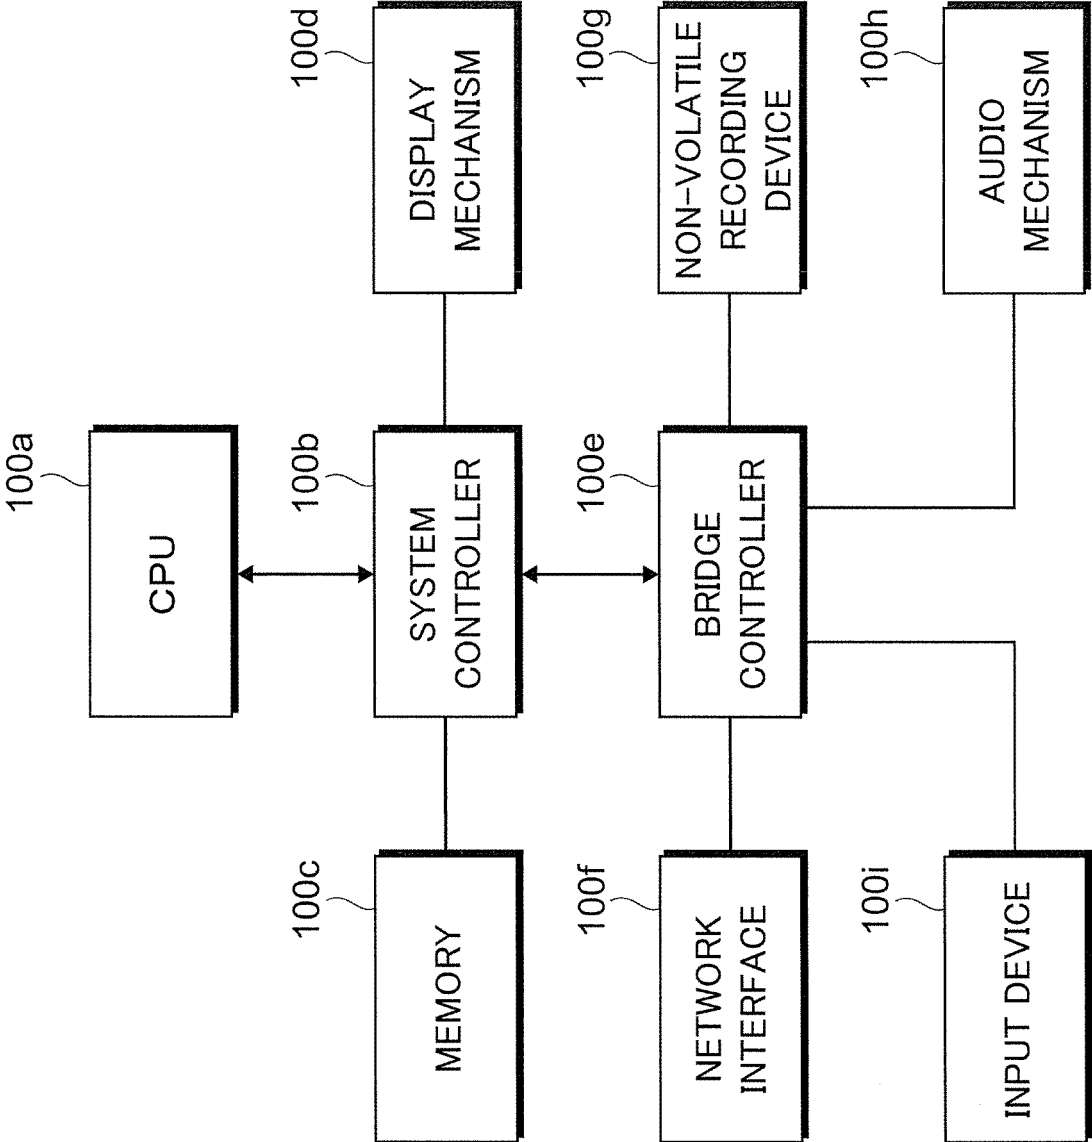 100a
CPU
100c
MEMORY
100b
SYSTEM
CONTROLLER
100d
DISPLAY
MECHANISM
100f
NETWORK
INTERFACE
100e
BRIDGE
CONTROLLER
100g
NON-VOLATILE
RECORDING
DEVICE
100i
INPUT DEVICE
100h
AUDIO
MECHANISM